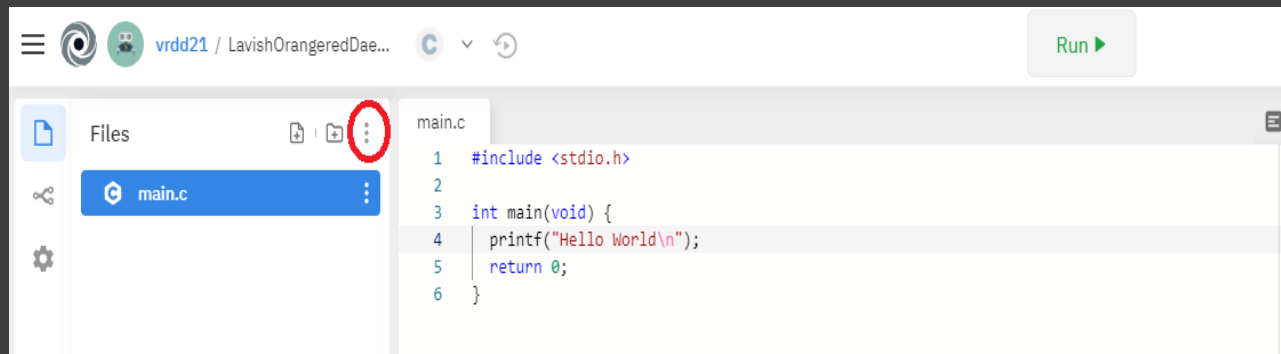 vrdd21 / LavishOrangeredDae... C
Run
Files
main.c
C main.c
1 #include <stdio.h>
2
3 int main(void) {
4 printf("Hello World\n");
5 return 0;
6 }